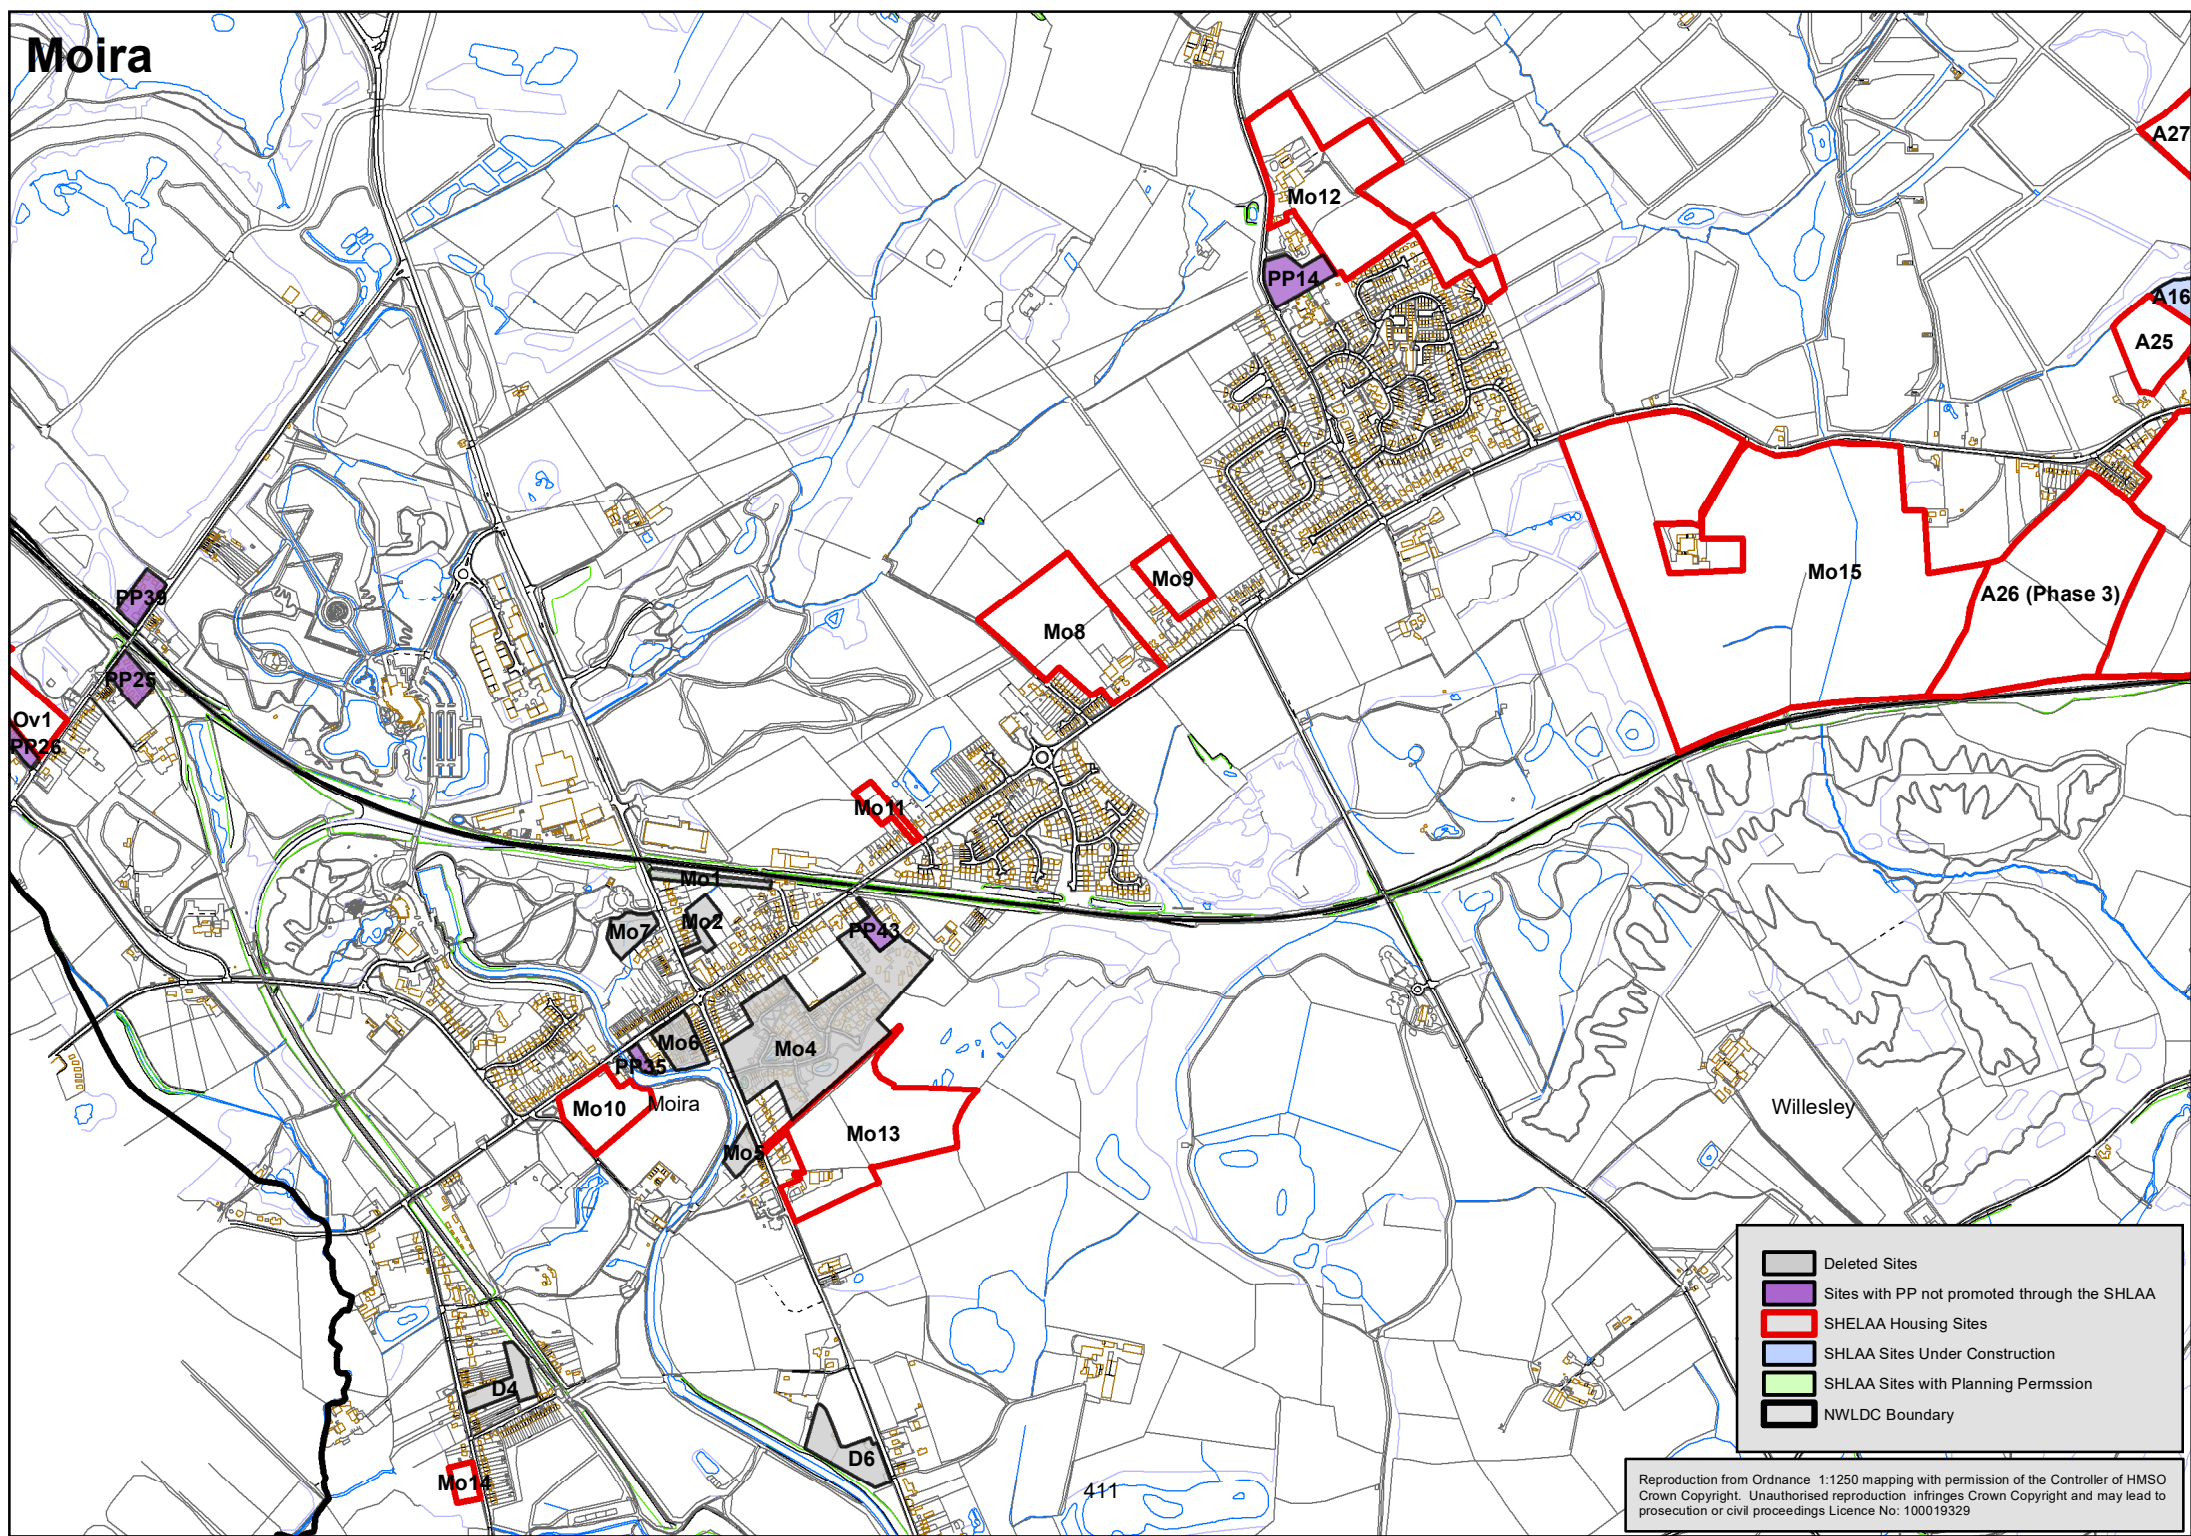 Moira
A27
Mo12
PP14
A16
A25
Mo9
Mo15
A26 (Phase 3)
PP39
Mo8
PP25
Ov1
PP26
Mo11
Mo1
Mo2
Mo7
PP43
Mo6
Mo4
PP35
Mo10
Moira
Mo13
Willesley
Mo5
D4
D6
Mo14
411
Deleted Sites
Sites with PP not promoted through the SHLAA
SHELAA Housing Sites
SHLAA Sites Under Construction
SHLAA Sites with Planning Permssion
NWLDC Boundary
Reproduction from Ordnance 1:1250 mapping with permission of the Controller of HMSO
Crown Copyright. Unauthorised reproduction infringes Crown Copyright and may lead to
prosecution or civil proceedings Licence No: 100019329